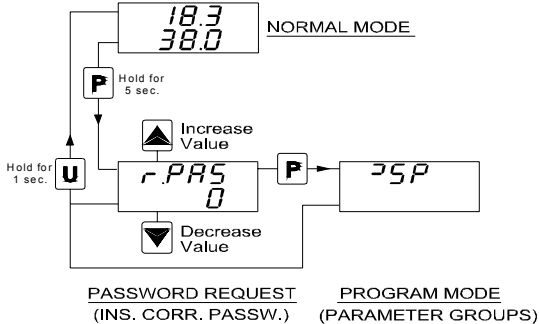 18.3
38.0
NORMAL MODE
P
Hold for
5 sec.
Increase
Value
Hold for
1 sec.
U
r.PAS
0
P
SP
Decrease
Value
PASSWORD REQUEST
(INS. CORR. PASSW.)
PROGRAM MODE
(PARAMETER GROUPS)